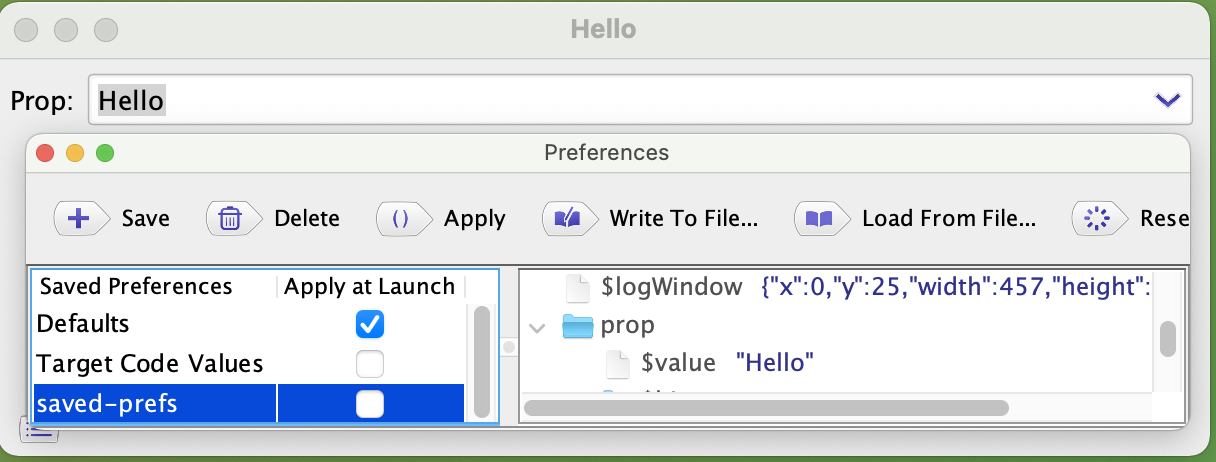 Hello
Prop: Hello
Preferences
Save Delete () Apply Write To File... Load From File... Rese
Saved Preferences Apply at Launch
Defaults
Target Code Values
saved-prefs
$logWindow {"x":0,"y":25,"width":457,"height":
prop
$value "Hello"